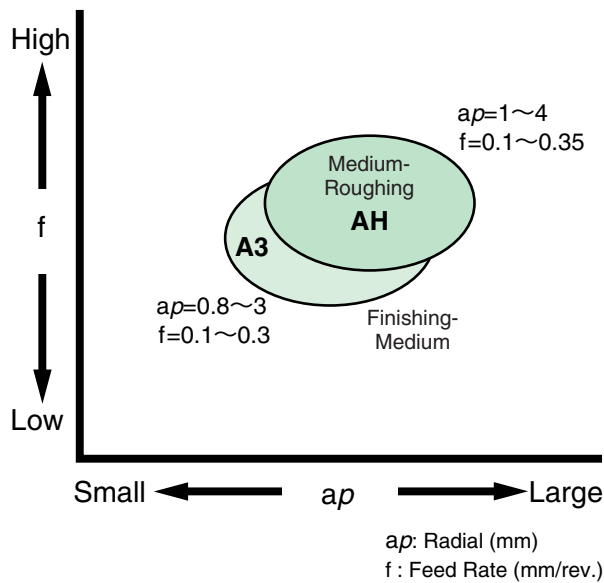 High
ap=1～4
f=0.1～0.35
Medium-
Roughing
AH
f
A3
ap=0.8～3
f=0.1～0.3
Finishing-
Medium
Low
Small
ap
Large
ap: Radial (mm)
f : Feed Rate (mm/rev.)